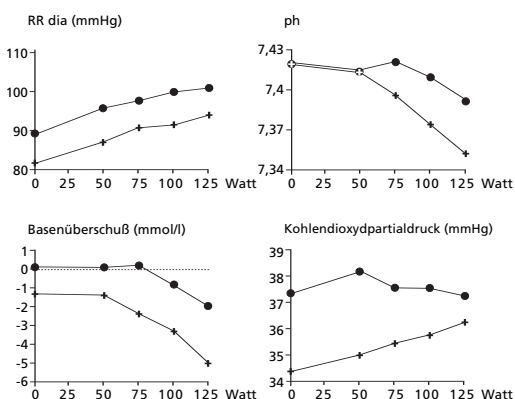 RR dia (mmHg)
110
100
90
80
0 25 50 75 100 125 Watt
ph
7,43
7,4
7,37
7,34
0 25 50 75 100 125 Watt
Basenüberschuß (mmol/l)
1
0
-1
-2
-3
-4
-5
-6
0 25 50 75 100 125 Watt
Kohlendioxydpartialdruck (mmHg)
39
38
37
36
35
34
0 25 50 75 100 125 Watt